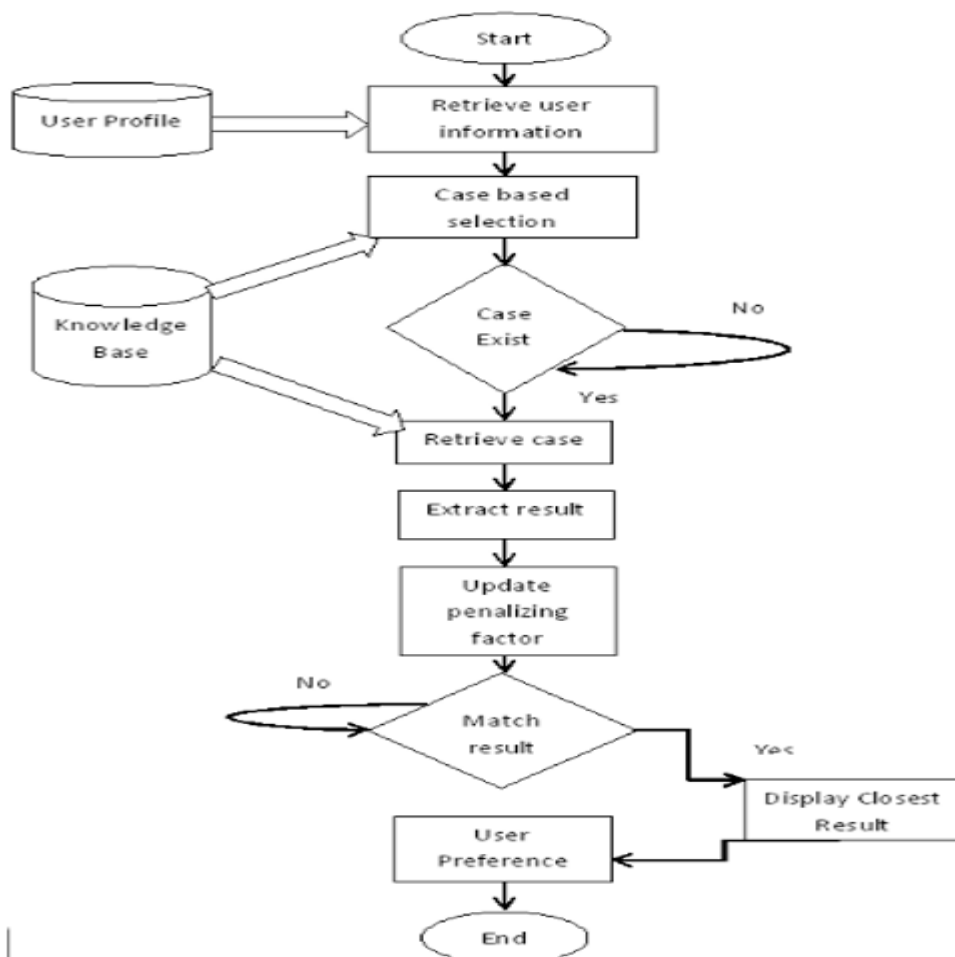 Start
User Profile
Retrieve user
information
Case based
selection
Knowledge
Base
Case
Exist
No
Yes
Retrieve case
Extract result
Update
penalizing
factor
No
Match
result
Yes
Display Closest
Result
User
Preference
End